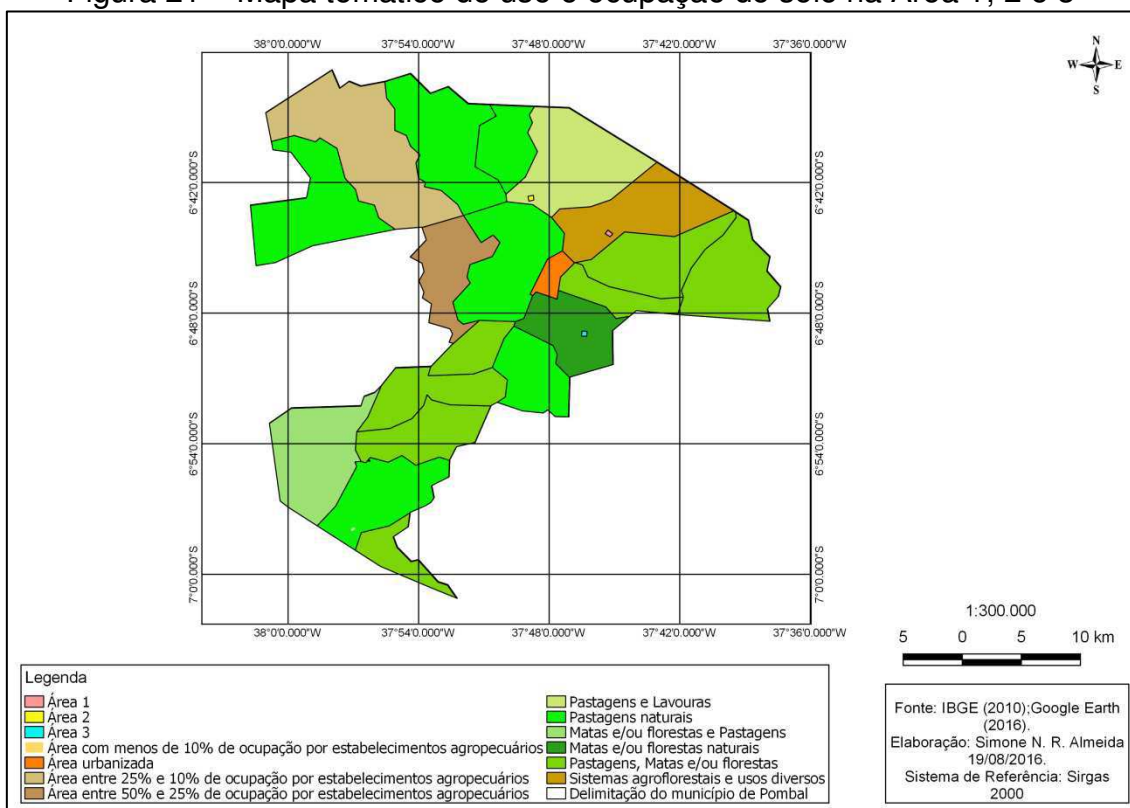 Figura 21 – Mapa temático de uso e ocupação do solo na Área 1, 2 e 3
38°0'0.000"W 37°54'0.000"W 37°48'0.000"W 37°42'0.000"W 37°36'0.000"W
N
W E
S
6°42'0.000"S 6°42'0.000"S
6°48'0.000"S 6°48'0.000"S
6°54'0.000"S 6°54'0.000"S
7°0'0.000"S 7°0'0.000"S
38°0'0.000"W 37°54'0.000"W 37°48'0.000"W 37°42'0.000"W 37°36'0.000"W
1:300.000
5 0 5 10 km
Legenda
Área 1
Área 2
Área 3
Área com menos de 10% de ocupação por estabelecimentos agropecuários
Área urbanizada
Área entre 25% e 10% de ocupação por estabelecimentos agropecuários
Área entre 50% e 25% de ocupação por estabelecimentos agropecuários
Pastagens e Lavouras
Pastagens naturais
Matas e/ou florestas e Pastagens
Matas e/ou florestas naturais
Pastagens, Matas e/ou florestas
Sistemas agroflorestais e usos diversos
Delimitação do município de Pombal
Fonte: IBGE (2010);Google Earth
(2016).
Elaboração: Simone N. R. Almeida
19/08/2016.
Sistema de Referência: Sirgas
2000